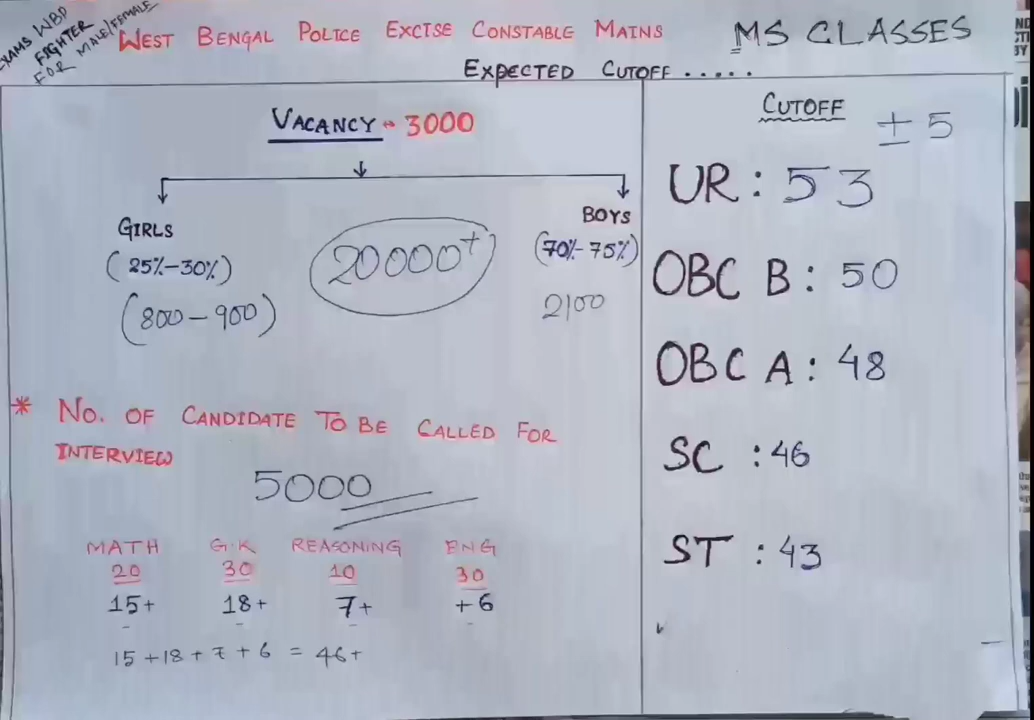 EXAMS WBP
FIGHTER
FOR MALE/FEMALE
WEST BENGAL POLICE EXCISE CONSTABLE MAINS
MS CLASSES
EXPECTED CUTOFF .....
VACANCY - 3000
GIRLS
(25%-30%)
(800-900)
20000+
BOYS
(70%-75%)
2100
* NO. OF CANDIDATE TO BE CALLED FOR
INTERVIEW
5000
MATH G.K REASONING ENG
20 30 10 30
15+ 18+ 7+ +6
15+18+7+6 = 46+
CUTOFF ±5
UR : 53
OBC B : 50
OBC A : 48
SC : 46
ST : 43